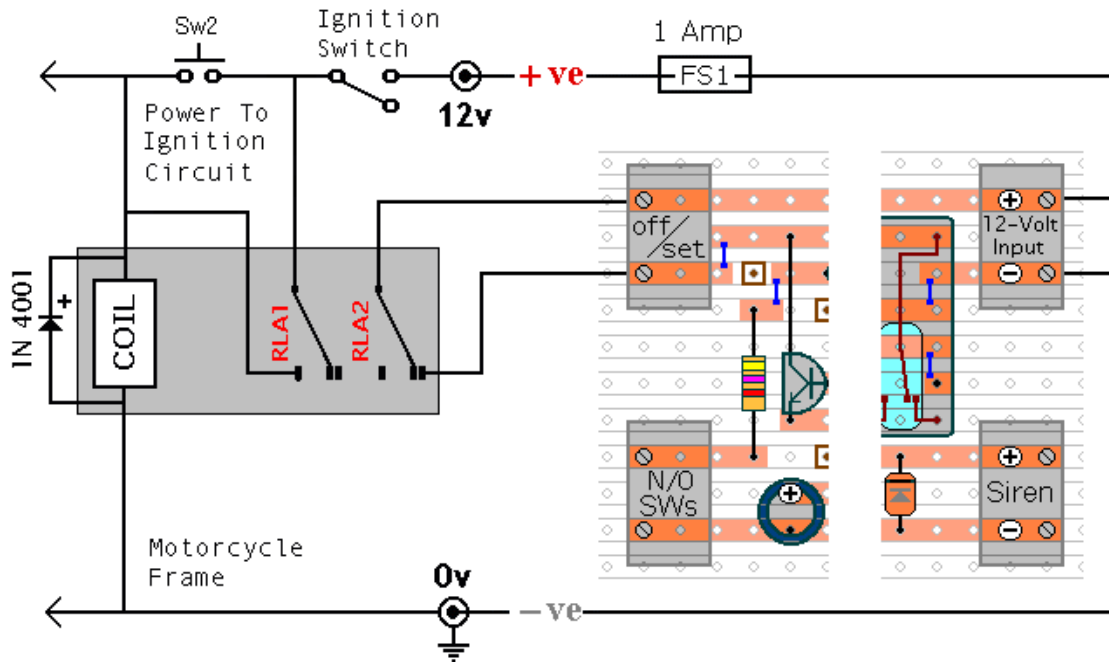 Sw2
Ignition
Switch
1 Amp
FS1
+ve
12v
Power To
Ignition
Circuit
off/set
12-Volt
Input
+
−
1N 4001
+
COIL
RLA1
RLA2
N/O
SWs
+
Siren
+
−
Motorcycle
Frame
0v
−ve